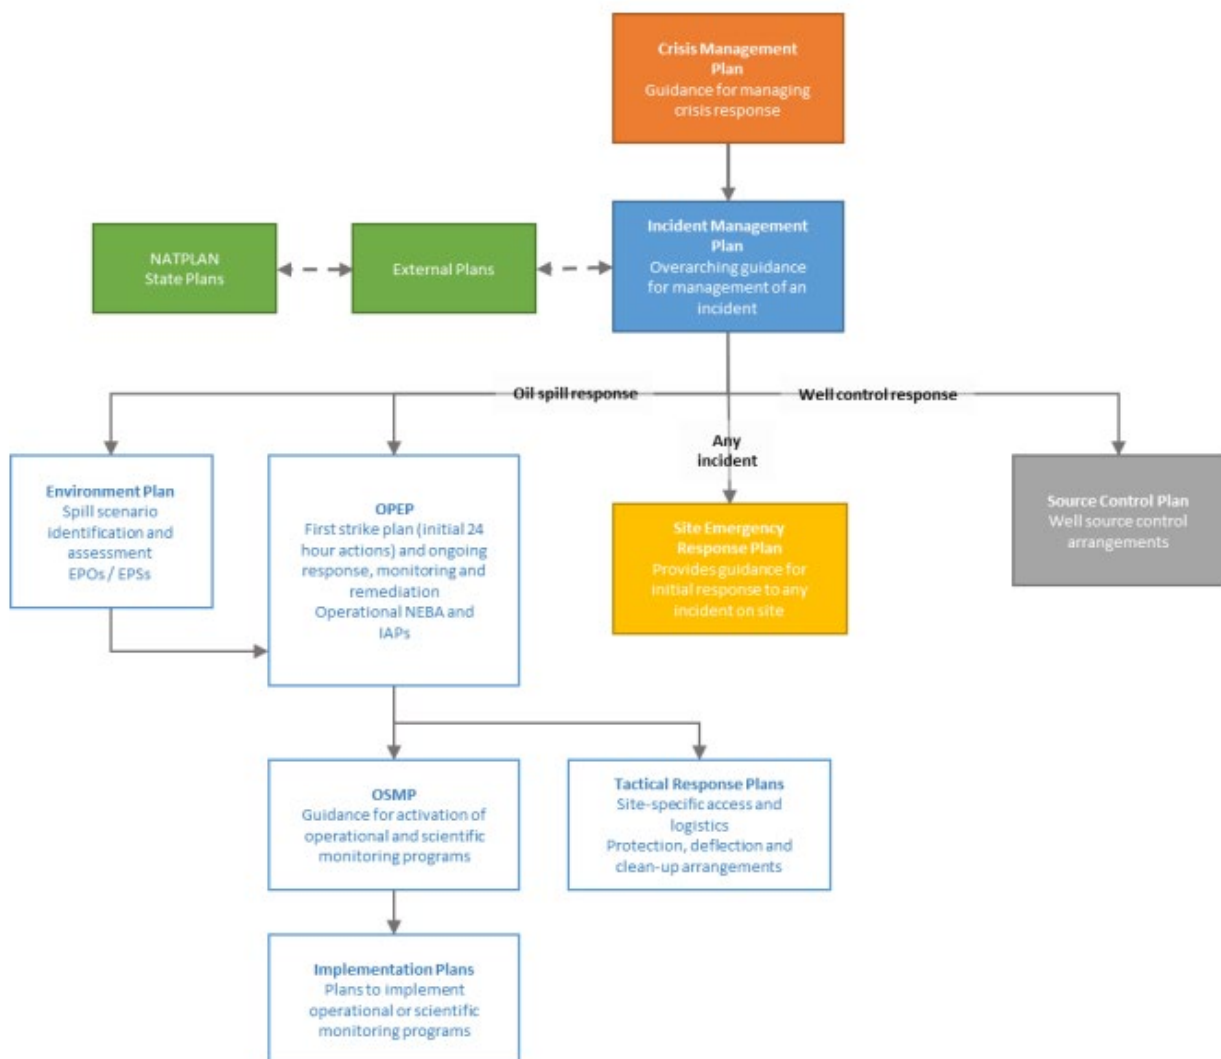 Crisis Management
Plan
Guidance for managing
crisis response
Incident Management
Plan
Overarching guidance
for management of an
incident
NATPLAN
State Plans
External Plans
Oil spill response
Well control response
Any
incident
Environment Plan
Spill scenario
identification and
assessment
EPOs / EPSs
OPEP
First strike plan (initial 24
hour actions) and ongoing
response, monitoring and
remediation
Operational NEBA and
IAPs
Site Emergency
Response Plan
Provides guidance for
initial response to any
incident on site
Source Control Plan
Well source control
arrangements
OSMP
Guidance for activation of
operational and scientific
monitoring programs
Tactical Response Plans
Site-specific access and
logistics
Protection, deflection and
clean-up arrangements
Implementation Plans
Plans to implement
operational or scientific
monitoring programs